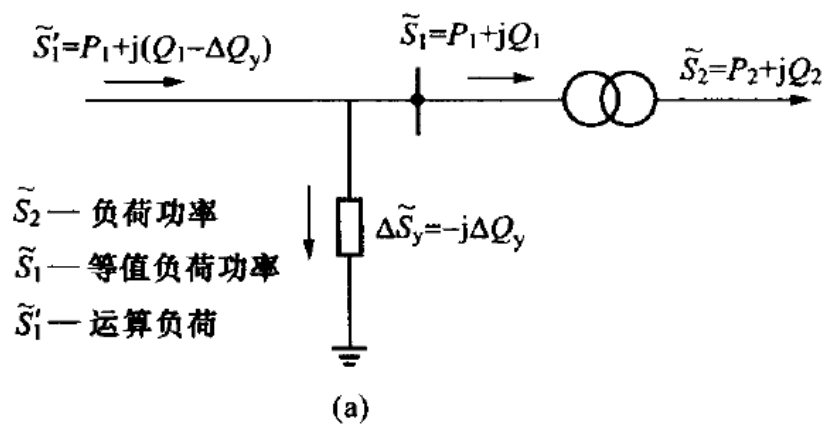 S̃′₁=P₁+j(Q₁−ΔQy)
S̃₁=P₁+jQ₁
S̃₂=P₂+jQ₂
ΔS̃y=−jΔQy
S̃₂— 负荷功率
S̃₁— 等值负荷功率
S̃′₁— 运算负荷
(a)